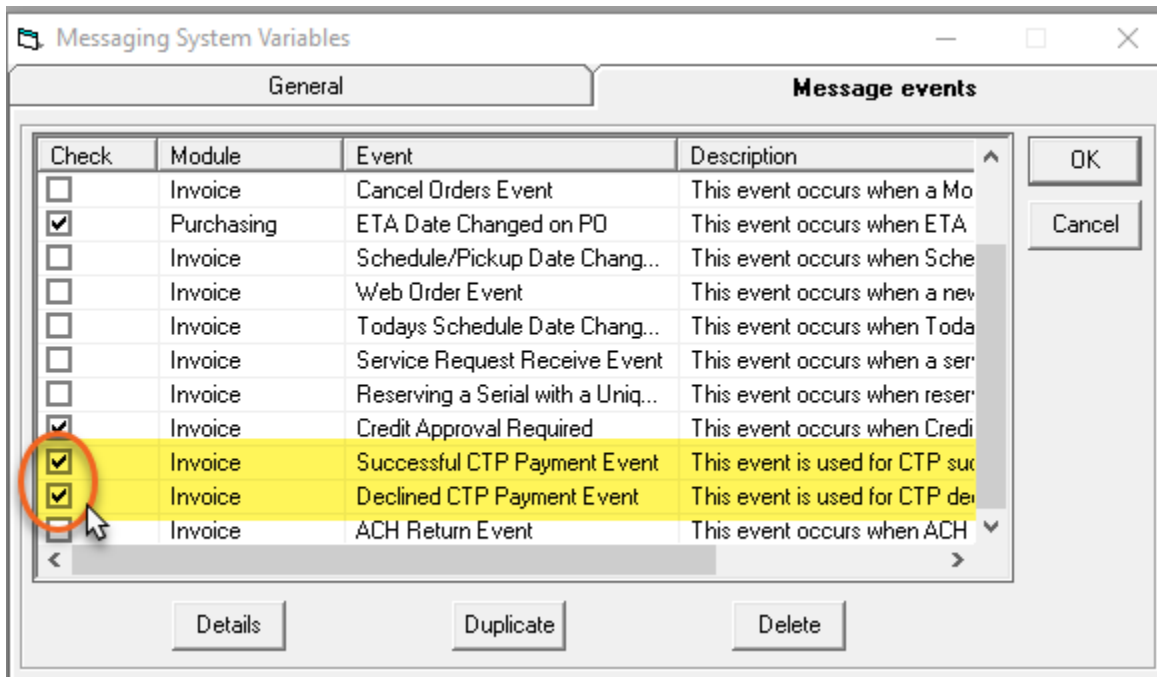 Messaging System Variables
General Message events
Check Module Event Description
Invoice Cancel Orders Event This event occurs when a Mo
Purchasing ETA Date Changed on PO This event occurs when ETA
Invoice Schedule/Pickup Date Chang... This event occurs when Sche
Invoice Web Order Event This event occurs when a new
Invoice Todays Schedule Date Chang... This event occurs when Toda
Invoice Service Request Receive Event This event occurs when a ser
Invoice Reserving a Serial with a Uniq... This event occurs when reser
Invoice Credit Approval Required This event occurs when Credi
Invoice Successful CTP Payment Event This event is used for CTP suc
Invoice Declined CTP Payment Event This event is used for CTP de
Invoice ACH Return Event This event occurs when ACH
OK
Cancel
Details Duplicate Delete